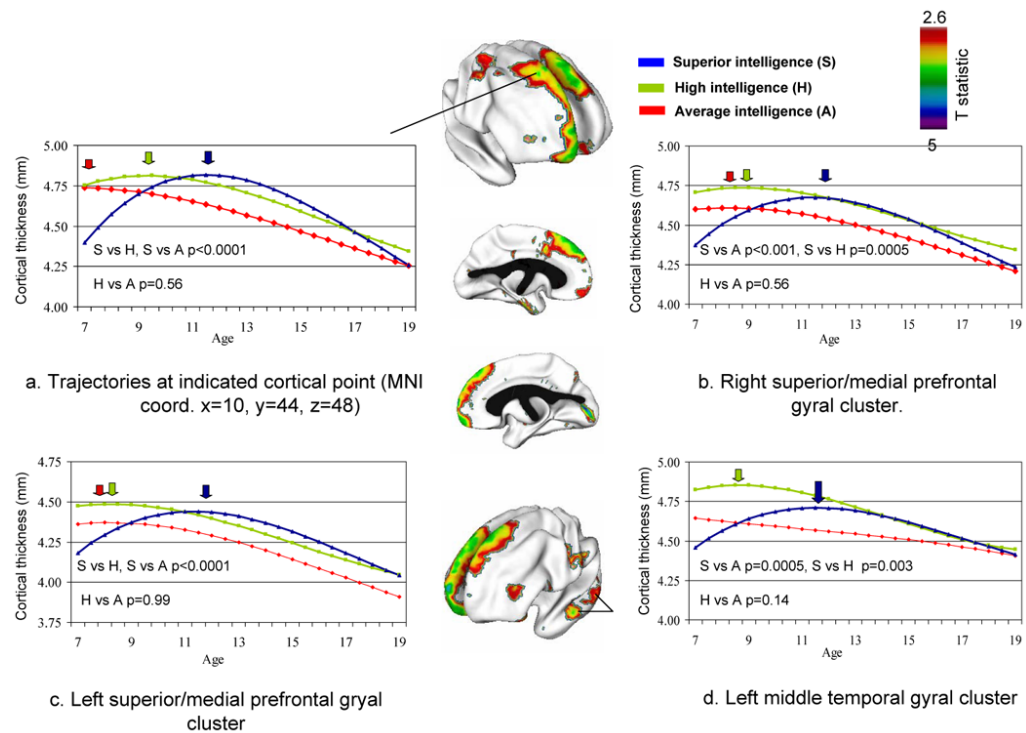 2.6
T statistic
5
Superior intelligence (S)
High intelligence (H)
Average intelligence (A)
Cortical thickness (mm)
5.00
4.75
4.50
4.25
4.00
S vs H, S vs A p<0.0001
H vs A p=0.56
7 9 11 13 15 17 19
Age
a. Trajectories at indicated cortical point (MNI
coord. x=10, y=44, z=48)
Cortical thickness (mm)
5.00
4.75
4.50
4.25
4.00
S vs A p<0.001, S vs H p=0.0005
H vs A p=0.56
7 9 11 13 15 17 19
Age
b. Right superior/medial prefrontal
gyral cluster.
Cortical thickness (mm)
4.75
4.50
4.25
4.00
3.75
S vs H, S vs A p<0.0001
H vs A p=0.99
7 9 11 13 15 17 19
Age
c. Left superior/medial prefrontal gryal
cluster
Cortical thickness (mm)
5.00
4.75
4.50
4.25
4.00
S vs A p=0.0005, S vs H p=0.003
H vs A p=0.14
7 9 11 13 15 17 19
Age
d. Left middle temporal gyral cluster